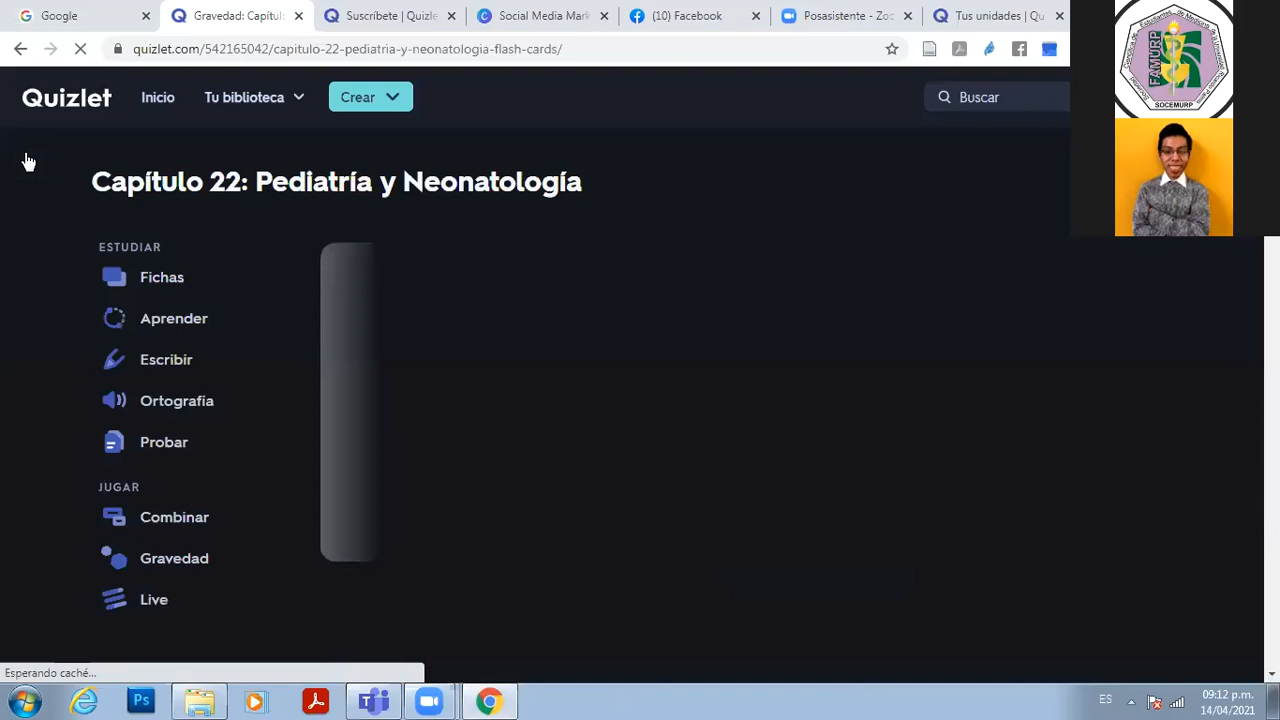 Google
Gravedad: Capítul
Suscríbete | Quizle
Social Media Mark
(10) Facebook
Posasistente - Zoo
Tus unidades | Qu
quizlet.com/542165042/capitulo-22-pediatria-y-neonatologia-flash-cards/
Quizlet
Inicio
Tu biblioteca
Crear
Buscar
FAMURP
SOCEMURP
Capítulo 22: Pediatría y Neonatología
ESTUDIAR
Fichas
Aprender
Escribir
Ortografía
Probar
JUGAR
Combinar
Gravedad
Live
Esperando caché...
Ps
ES
09:12 p.m.
14/04/2021